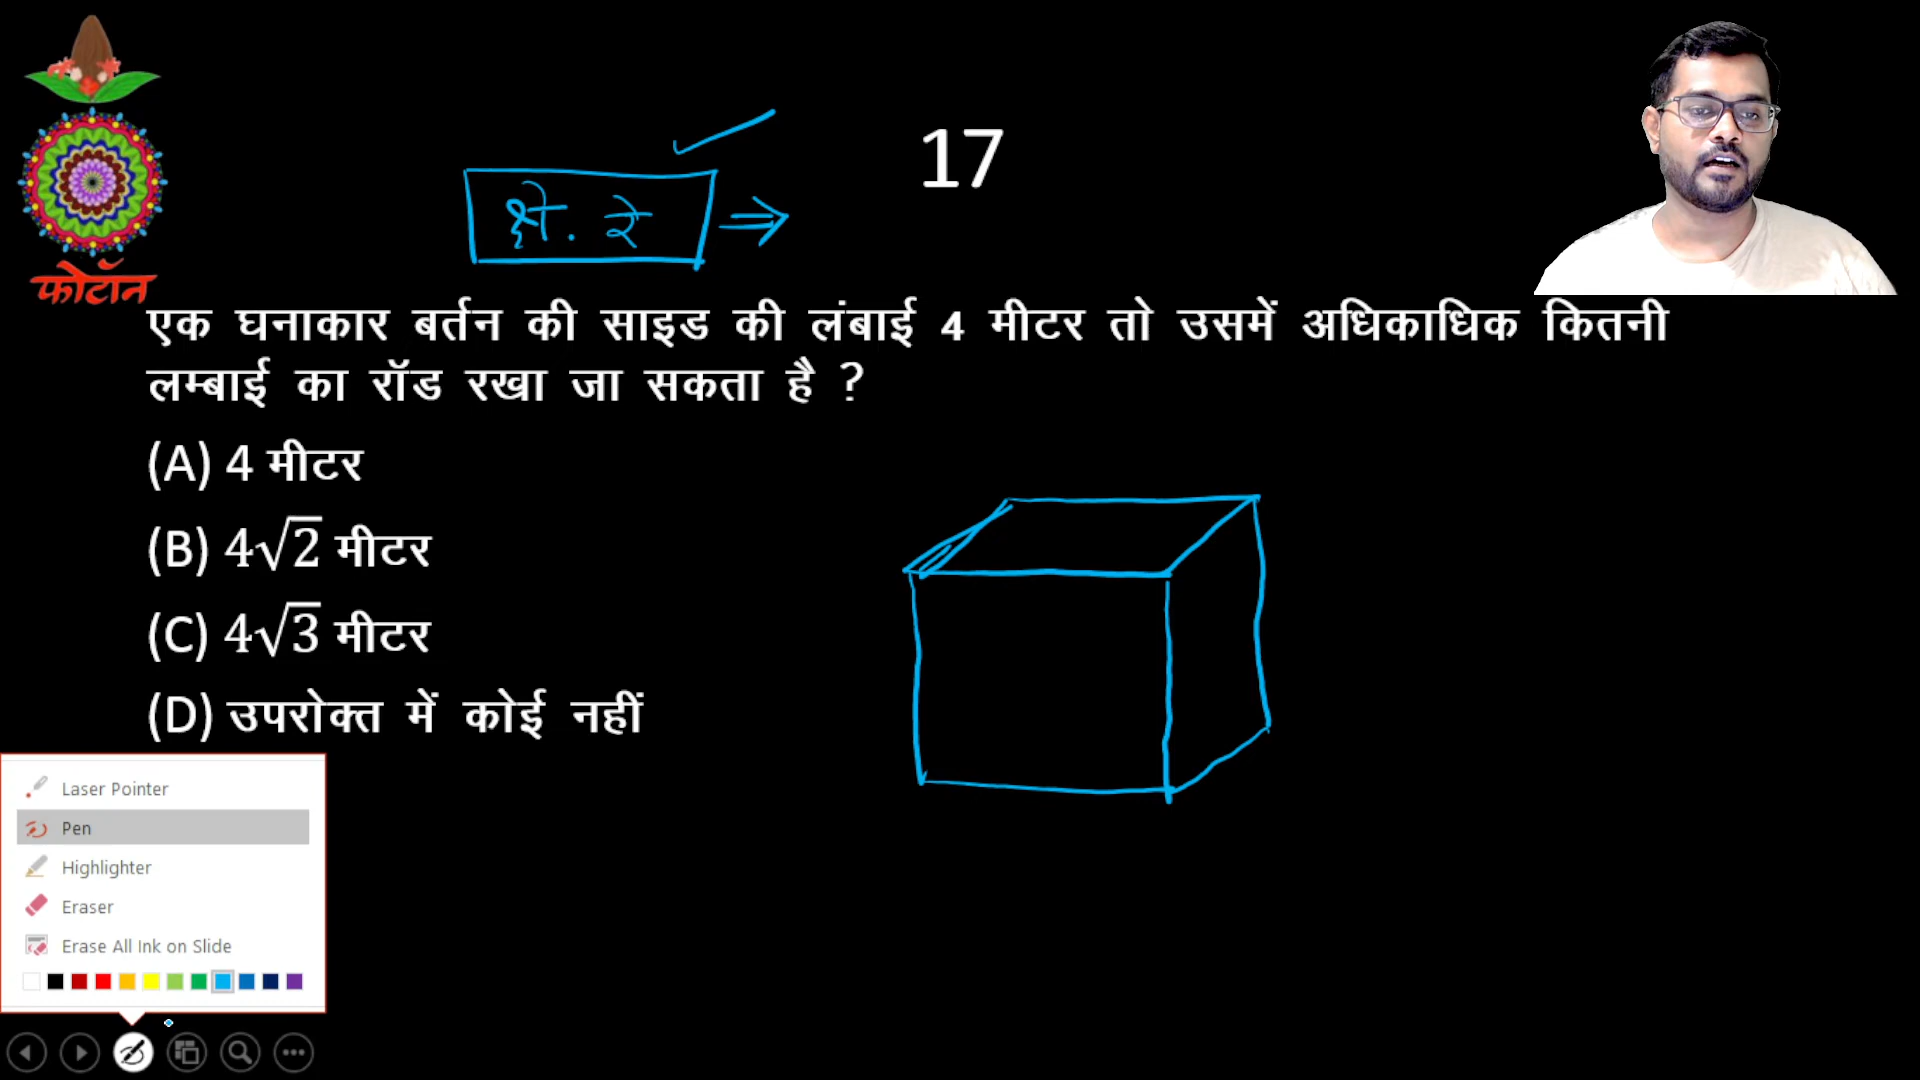 17
क्षे. २ ⇒
फोटॉन
एक घनाकार बर्तन की साइड की लंबाई 4 मीटर तो उसमें अधिकाधिक कितनी
लम्बाई का रॉड रखा जा सकता है ?
(A) 4 मीटर
(B) 4√2 मीटर
(C) 4√3 मीटर
(D) उपरोक्त में कोई नहीं
Laser Pointer
Pen
Highlighter
Eraser
Erase All Ink on Slide